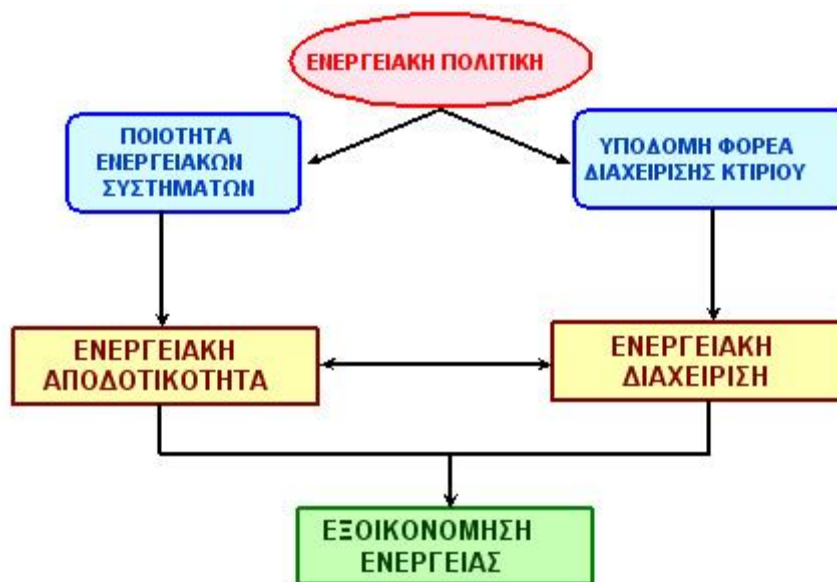 ΕΝΕΡΓΕΙΑΚΗ ΠΟΛΙΤΙΚΗ
ΠΟΙΟΤΗΤΑ
ΕΝΕΡΓΕΙΑΚΩΝ
ΣΥΣΤΗΜΑΤΩΝ
ΥΠΟΔΟΜΗ ΦΟΡΕΑ
ΔΙΑΧΕΙΡΙΣΗΣ ΚΤΙΡΙΟΥ
ΕΝΕΡΓΕΙΑΚΗ
ΑΠΟΔΟΤΙΚΟΤΗΤΑ
ΕΝΕΡΓΕΙΑΚΗ
ΔΙΑΧΕΙΡΙΣΗ
ΕΞΟΙΚΟΝΟΜΗΣΗ
ΕΝΕΡΓΕΙΑΣ